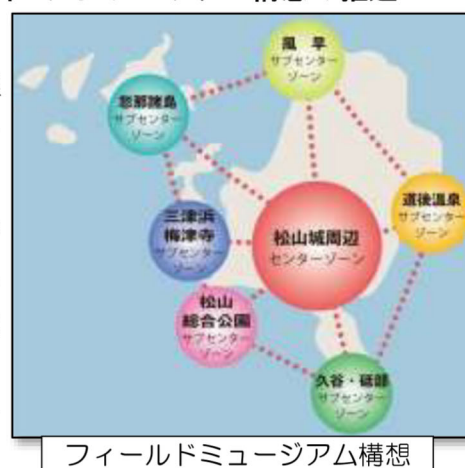 風早
サブセンター
ゾーン
忽那諸島
サブセンター
ゾーン
道後温泉
サブセンター
ゾーン
三津浜
梅津寺
サブセンター
ゾーン
松山城周辺
センターゾーン
松山
総合公園
サブセンター
ゾーン
久谷・砥部
サブセンター
ゾーン
フィールドミュージアム構想